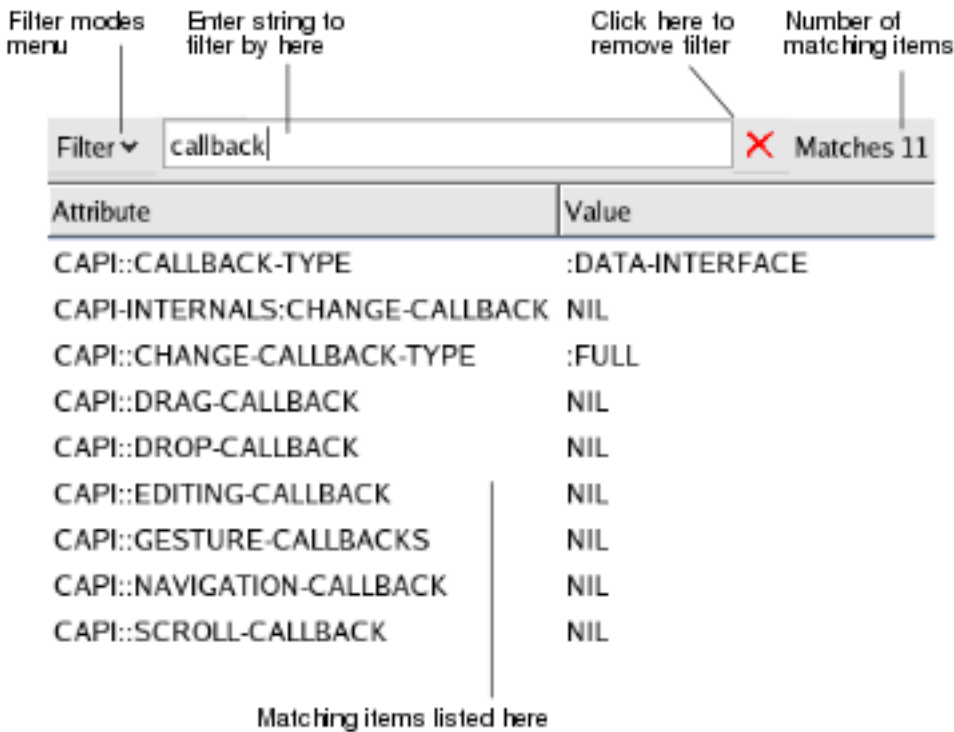 Filter modes menu
Enter string to filter by here
Click here to remove filter
Number of matching items
Filter callback Matches 11
Attribute Value
CAPI::CALLBACK-TYPE :DATA-INTERFACE
CAPI-INTERNALS:CHANGE-CALLBACK NIL
CAPI::CHANGE-CALLBACK-TYPE :FULL
CAPI::DRAG-CALLBACK NIL
CAPI::DROP-CALLBACK NIL
CAPI::EDITING-CALLBACK NIL
CAPI::GESTURE-CALLBACKS NIL
CAPI::NAVIGATION-CALLBACK NIL
CAPI::SCROLL-CALLBACK NIL
Matching items listed here